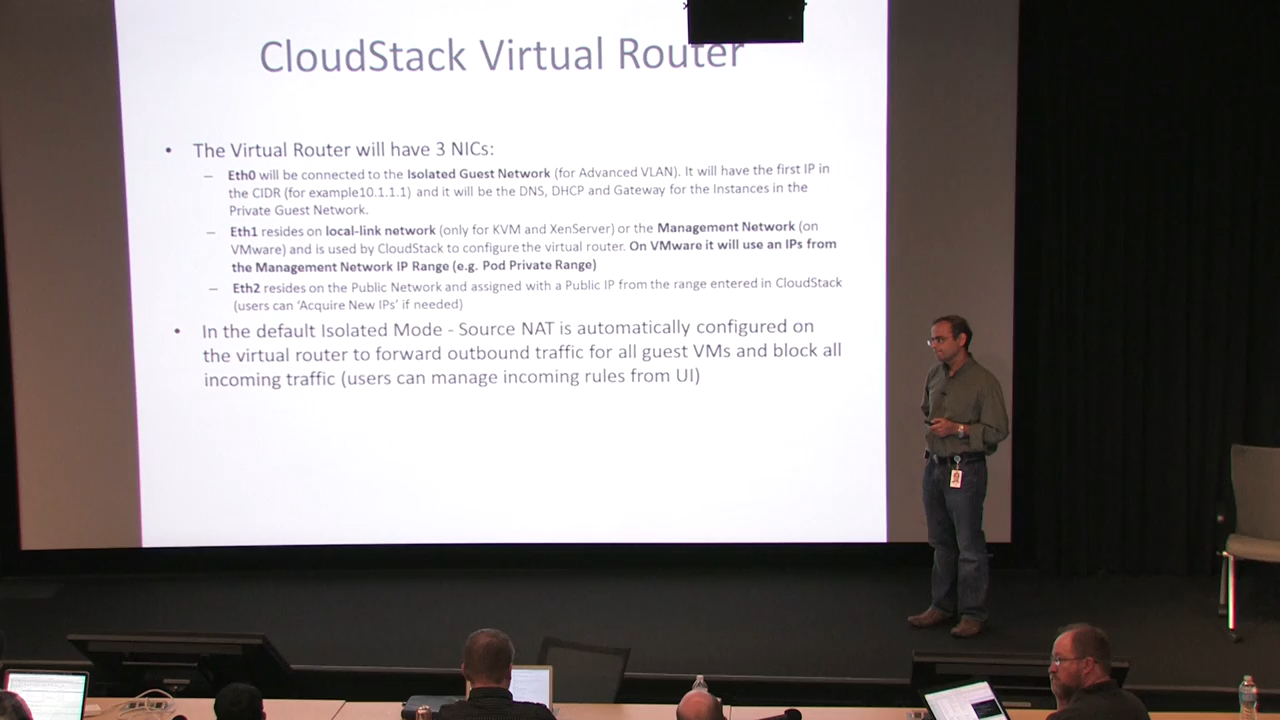 CloudStack Virtual Router
• The Virtual Router will have 3 NICs:
– Eth0 will be connected to the Isolated Guest Network (for Advanced VLAN). It will have the first IP in
the CIDR (for example10.1.1.1) and it will be the DNS, DHCP and Gateway for the Instances in the
Private Guest Network.
– Eth1 resides on local-link network (only for KVM and XenServer) or the Management Network (on
VMware) and is used by CloudStack to configure the virtual router. On VMware it will use an IPs from
the Management Network IP Range (e.g. Pod Private Range)
– Eth2 resides on the Public Network and assigned with a Public IP from the range entered in CloudStack
(users can ‘Acquire New IPs’ if needed)
• In the default Isolated Mode - Source NAT is automatically configured on
the virtual router to forward outbound traffic for all guest VMs and block all
incoming traffic (users can manage incoming rules from UI)